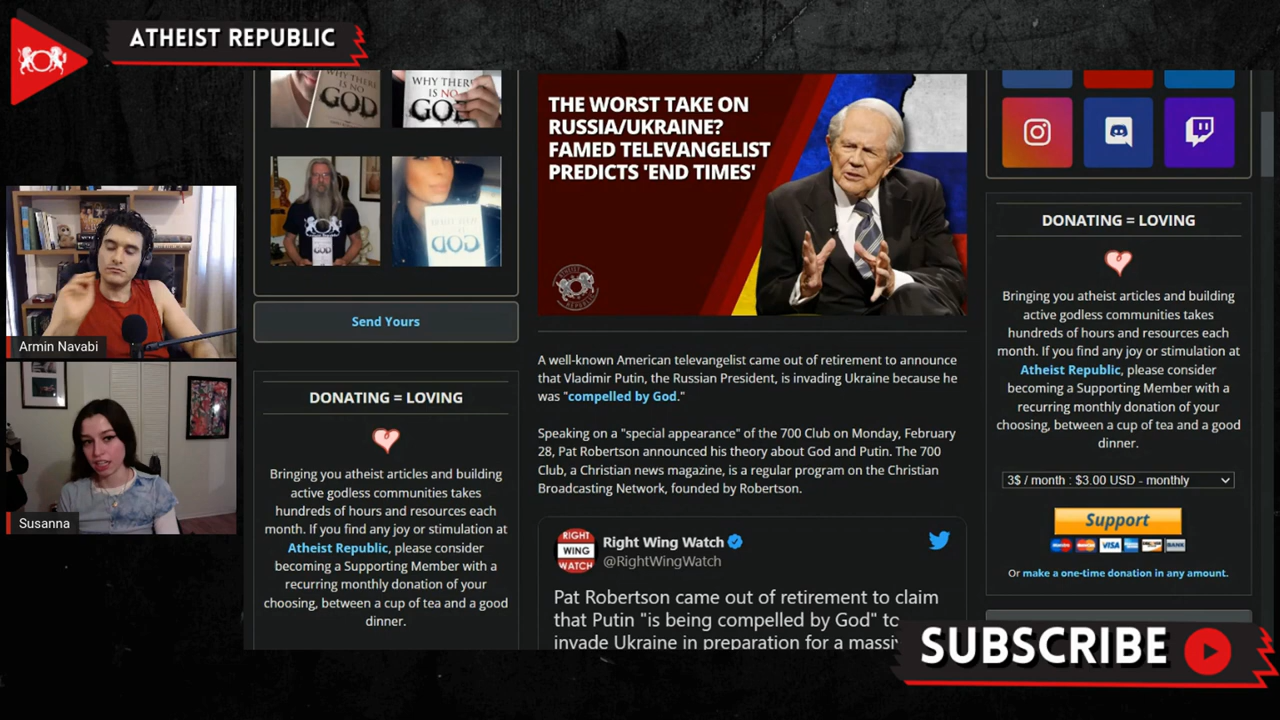 ATHEIST REPUBLIC
WHY THERE
IS NO
GOD
WHY THERE
IS NO
GOD
GOD
THE WORST TAKE ON
RUSSIA/UKRAINE?
FAMED TELEVANGELIST
PREDICTS 'END TIMES'
Armin Navabi
Susanna
Send Yours
DONATING = LOVING
Bringing you atheist articles and building
active godless communities takes
hundreds of hours and resources each
month. If you find any joy or stimulation at
Atheist Republic, please consider
becoming a Supporting Member with a
recurring monthly donation of your
choosing, between a cup of tea and a good
dinner.
A well-known American televangelist came out of retirement to announce
that Vladimir Putin, the Russian President, is invading Ukraine because he
was "compelled by God."
Speaking on a "special appearance" of the 700 Club on Monday, February
28, Pat Robertson announced his theory about God and Putin. The 700
Club, a Christian news magazine, is a regular program on the Christian
Broadcasting Network, founded by Robertson.
RIGHT
WING
WATCH
Right Wing Watch
@RightWingWatch
Pat Robertson came out of retirement to claim
that Putin "is being compelled by God" to
invade Ukraine in preparation for a massiv
DONATING = LOVING
Bringing you atheist articles and building
active godless communities takes
hundreds of hours and resources each
month. If you find any joy or stimulation at
Atheist Republic, please consider
becoming a Supporting Member with a
recurring monthly donation of your
choosing, between a cup of tea and a good
dinner.
3$ / month : $3.00 USD - monthly
Support
VISA
BANK
Or make a one-time donation in any amount.
SUBSCRIBE